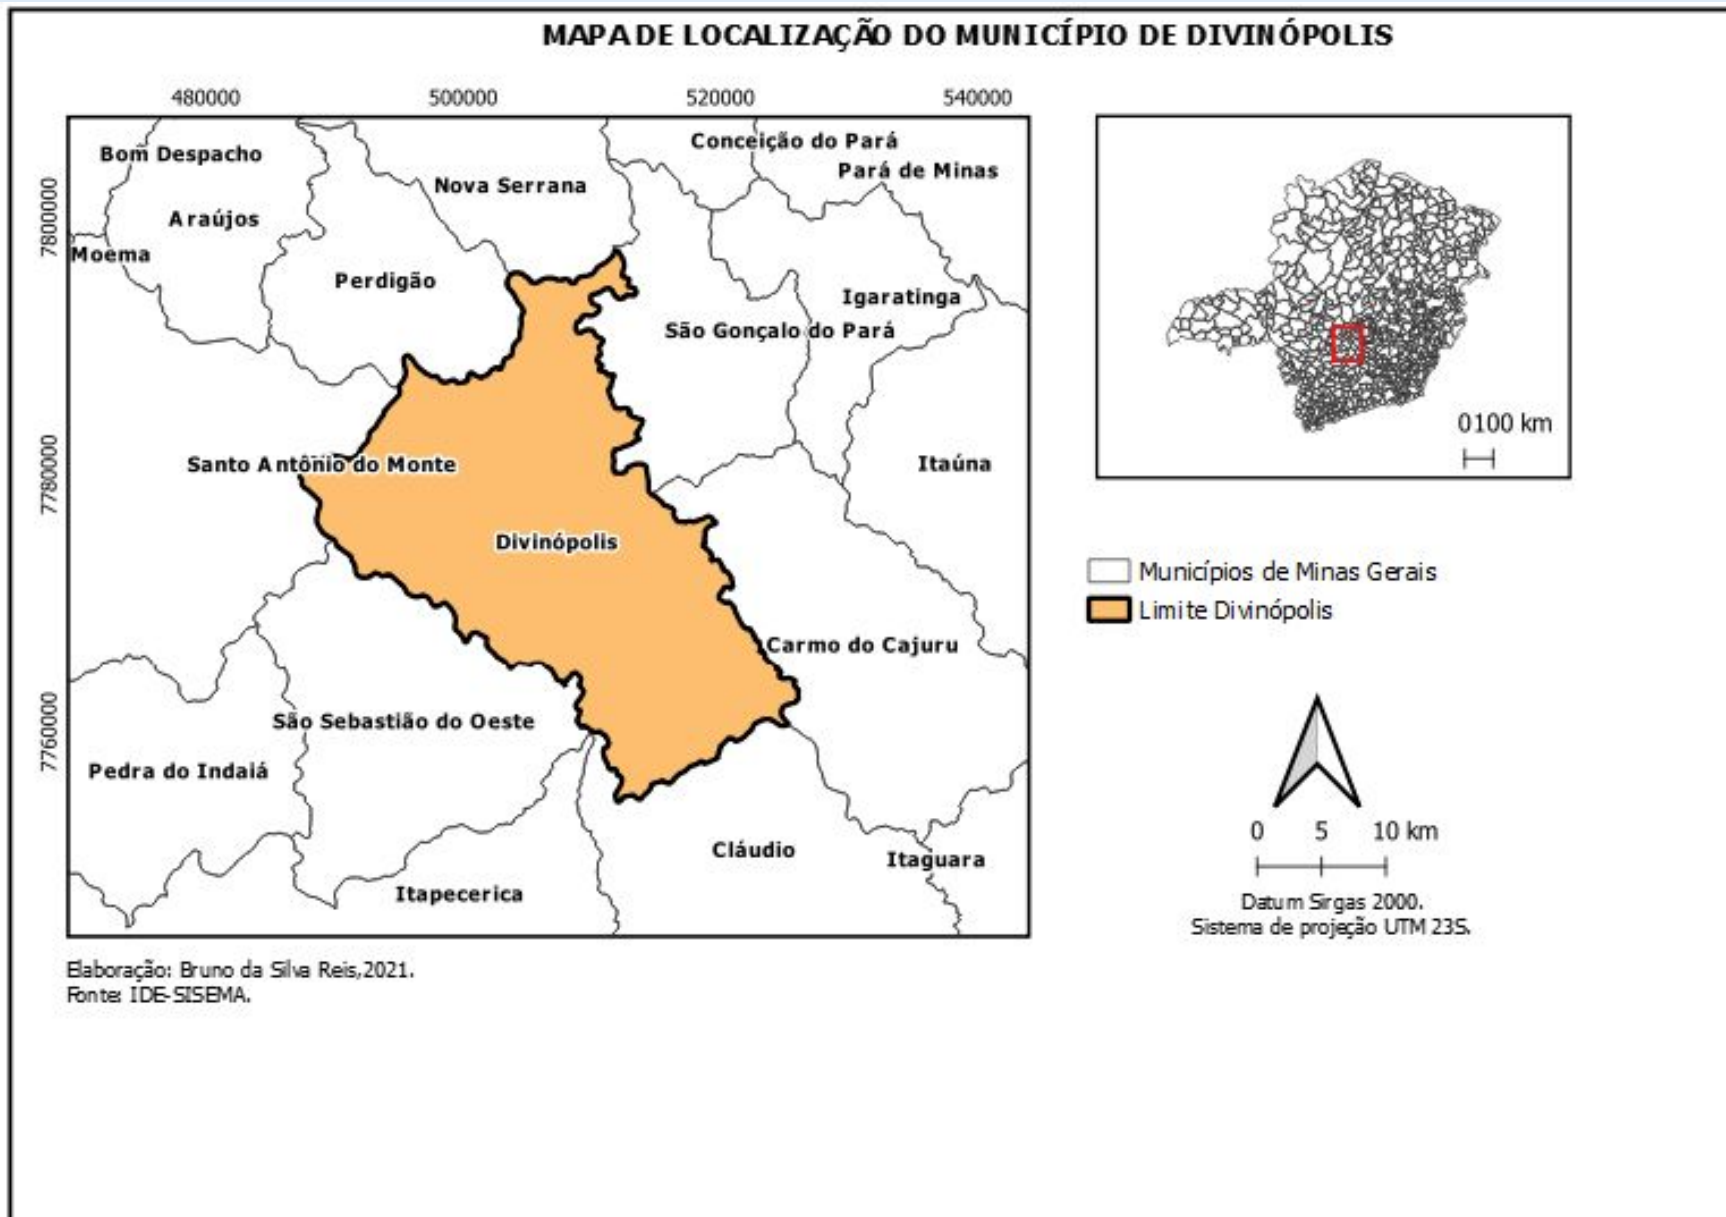 MAPA DE LOCALIZAÇÃO DO MUNICÍPIO DE DIVINÓPOLIS
480000
500000
520000
540000
7800000
7780000
7760000
Bom Despacho
Conceição do Pará
Pará de Minas
Nova Serrana
Araújos
Moema
Perdigão
Igaratinga
São Gonçalo do Pará
Santo Antônio do Monte
Itaúna
Divinópolis
Carmo do Cajuru
São Sebastião do Oeste
Pedra do Indaiá
Cláudio
Itaguara
Itapecerica
0100 km
Municípios de Minas Gerais
Limite Divinópolis
0 5 10 km
Datum Sirgas 2000.
Sistema de projeção UTM 23S.
Elaboração: Bruno da Silva Reis,2021.
Fonte: IDE-SISEMA.